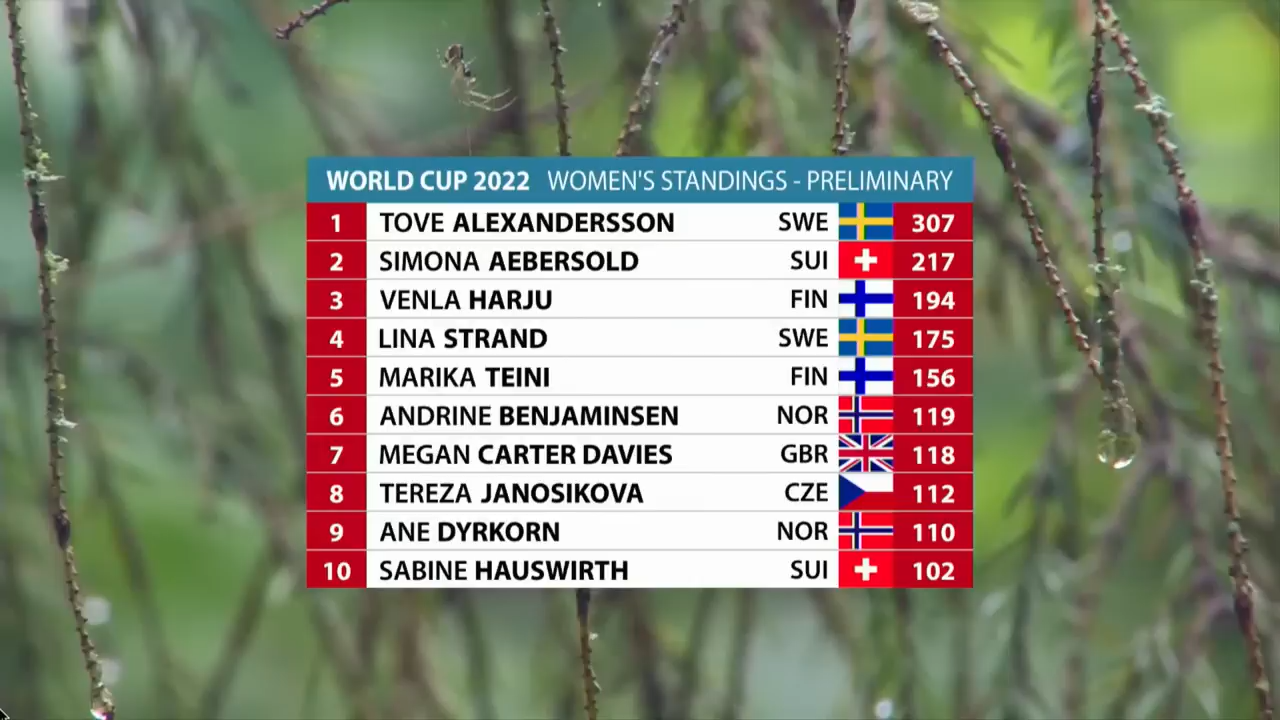 WORLD CUP 2022 WOMEN'S STANDINGS - PRELIMINARY
1 TOVE ALEXANDERSSON SWE 307
2 SIMONA AEBERSOLD SUI 217
3 VENLA HARJU FIN 194
4 LINA STRAND SWE 175
5 MARIKA TEINI FIN 156
6 ANDRINE BENJAMINSEN NOR 119
7 MEGAN CARTER DAVIES GBR 118
8 TEREZA JANOSIKOVA CZE 112
9 ANE DYRKORN NOR 110
10 SABINE HAUSWIRTH SUI 102